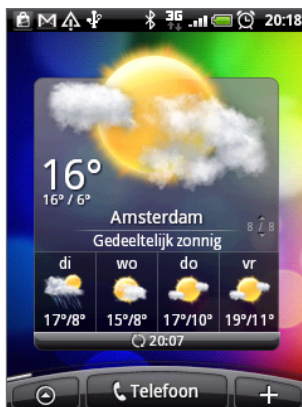 3G 20:18
16°
16° / 6°
Amsterdam
8 / 8
Gedeeltelijk zonnig
di wo do vr
17°/8° 15°/8° 17°/10° 19°/11°
20:07
Telefoon